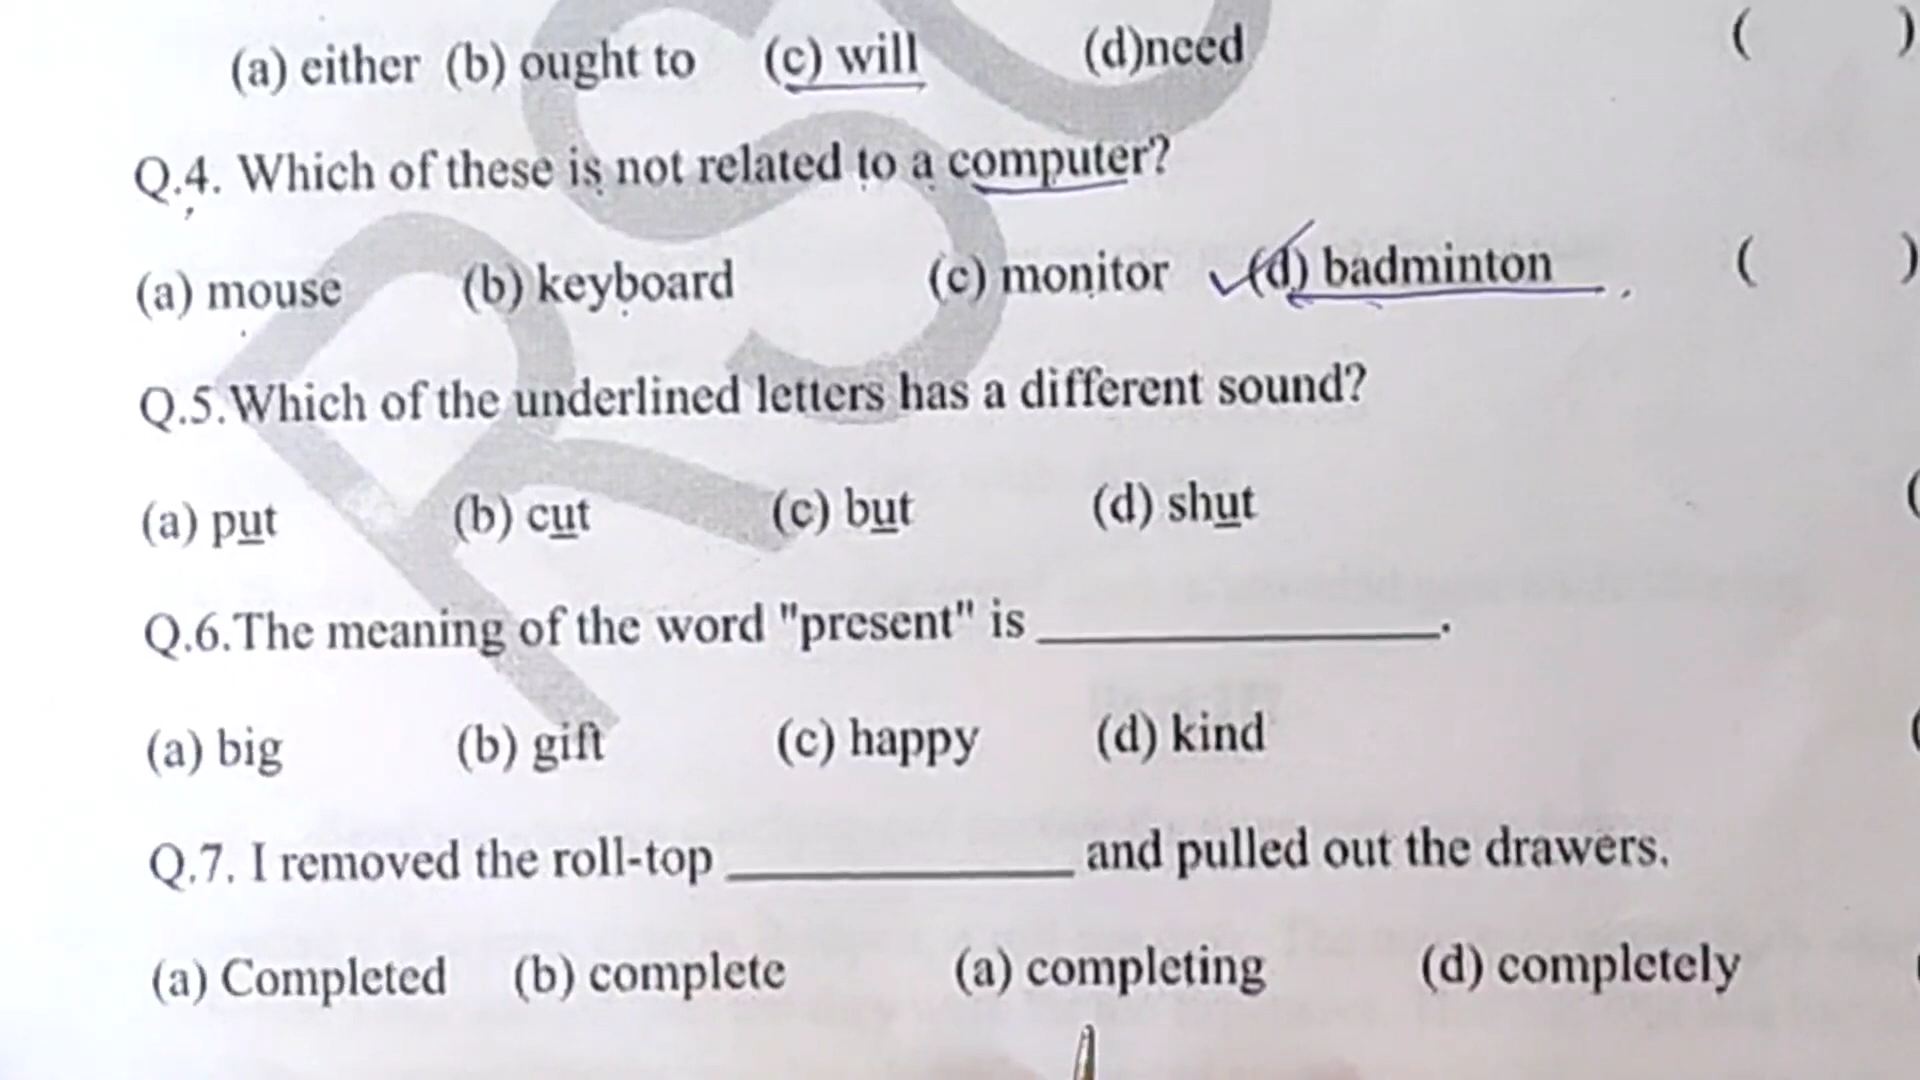 (a) either (b) ought to (c) will (d)need ( )
Q.4. Which of these is not related to a computer?
(a) mouse (b) keyboard (c) monitor (d) badminton ( )
Q.5.Which of the underlined letters has a different sound?
(a) put (b) cut (c) but (d) shut (
Q.6.The meaning of the word "present" is ____________.
(a) big (b) gift (c) happy (d) kind (
Q.7. I removed the roll-top __________ and pulled out the drawers.
(a) Completed (b) complete (a) completing (d) completely (